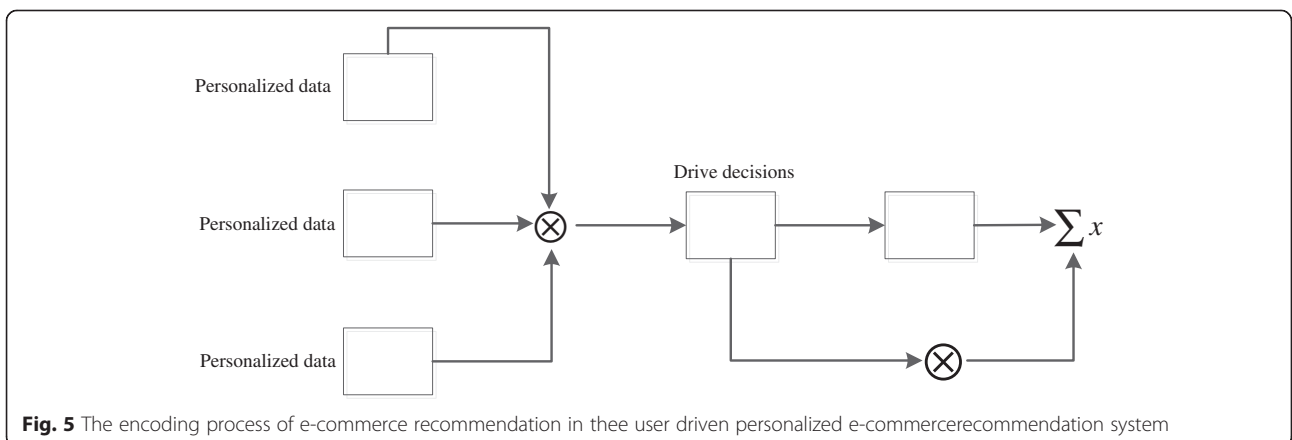 Personalized data
Drive decisions
Personalized data
∑ x
Personalized data
Fig. 5 The encoding process of e-commerce recommendation in thee user driven personalized e-commercerecommendation system